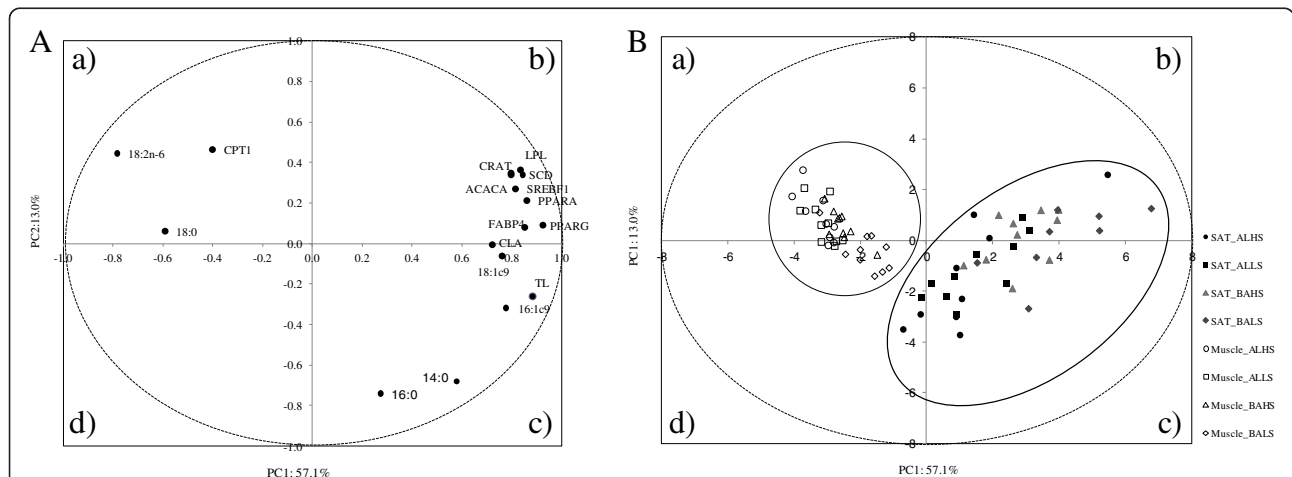 A
a)
b)
1.0
0.8
0.6
0.4
0.2
0.0
-0.2
-0.4
-0.6
-0.8
-1.0
-1.0 -0.8 -0.6 -0.4 -0.2 0.0 0.2 0.4 0.6 0.8 1.0
18:2n-6
CPT1
18:0
LPL
CRAT
SCD
ACACA
SREBF1
PPARA
FABP4
PPARG
CLA
18:1c9
TL
16:1c9
14:0
16:0
d)
c)
PC2:13.0%
PC1: 57.1%
B
a)
b)
8
6
4
2
0
-2
-4
-6
-8
-8 -6 -4 -2 0 2 4 6 8
d)
c)
PC1: 13.0%
PC1: 57.1%
SAT_ALHS
SAT_ALLS
SAT_BAHS
SAT_BALS
Muscle_ALHS
Muscle_ALLS
Muscle_BAHS
Muscle_BALS